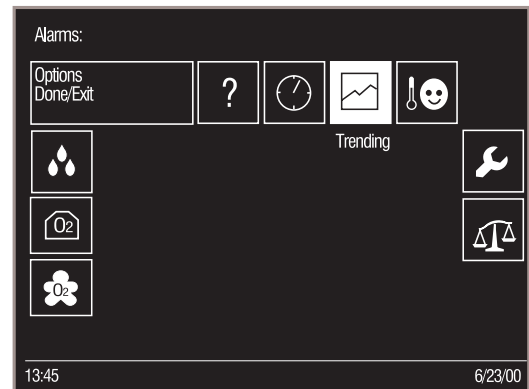 Alarms:
Options
Done/Exit
?
Trending
O2
O2
13:45 6/23/00